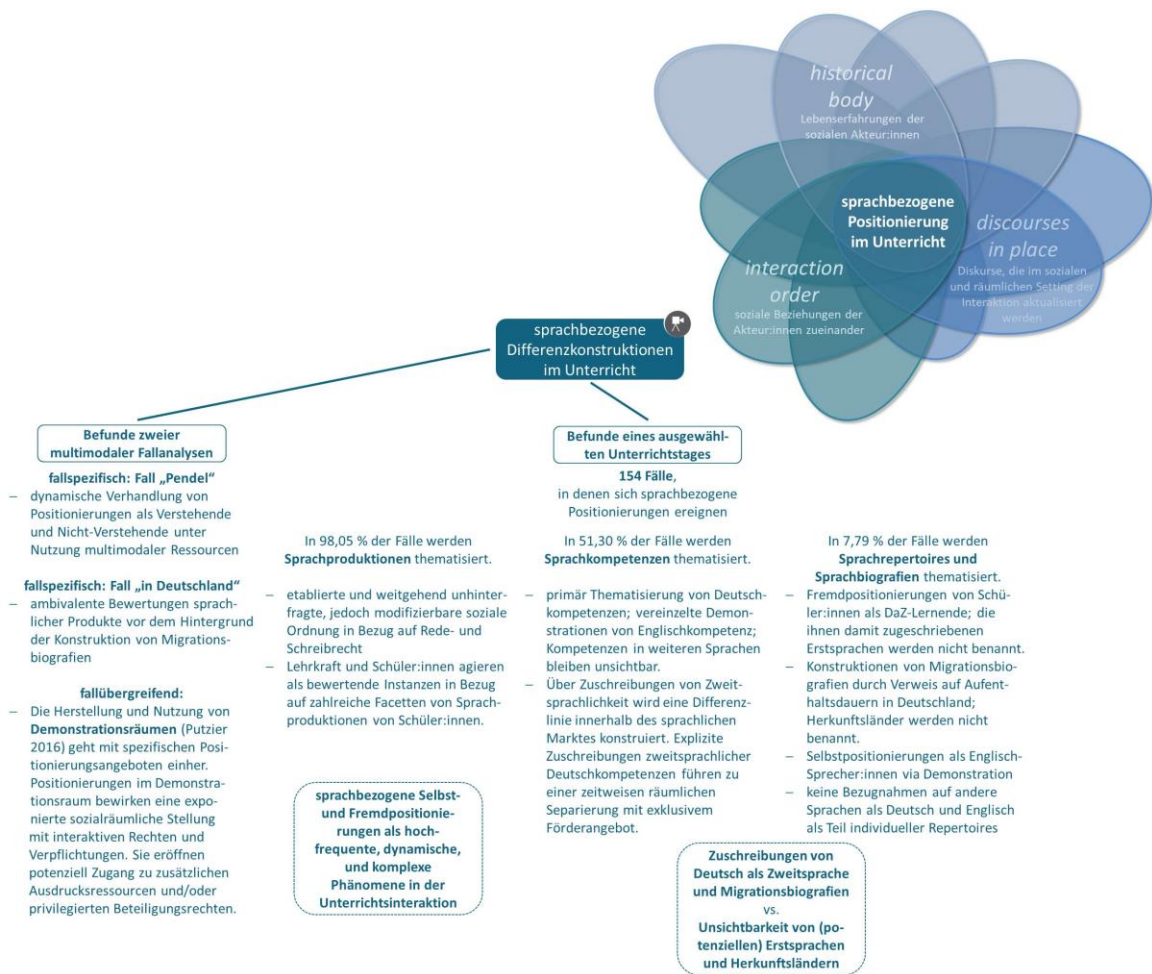 historical
body
Lebenserfahrungen der
sozialen Akteur:innen
sprachbezogene
Positionierung
im Unterricht
discourses
in place
Diskurse, die im sozialen
und räumlichen Setting der
Interaktion aktualisiert
werden
interaction
order
soziale Beziehungen der
Akteur:innen zueinander
sprachbezogene
Differenzkonstruktionen
im Unterricht
Befunde zweier
multimodaler Fallanalysen
fallspezifisch: Fall „Pendel“
– dynamische Verhandlung von
Positionierungen als Verstehende
und Nicht-Verstehende unter
Nutzung multimodaler Ressourcen
fallspezifisch: Fall „in Deutschland“
– ambivalente Bewertungen sprach-
licher Produkte vor dem Hintergrund
der Konstruktion von Migrations-
biografien
fallübergreifend:
– Die Herstellung und Nutzung von
Demonstrationsräumen (Putzier
2016) geht mit spezifischen Posi-
tionierungsangeboten einher.
Positionierungen im Demonstra-
tionsraum bewirken eine expo-
nierte sozialräumliche Stellung
mit interaktiven Rechten und
Verpflichtungen. Sie eröffnen
potenziell Zugang zu zusätzlichen
Ausdrucksressourcen und/oder
privilegierten Beteiligungsrechten.
Befunde eines ausgewähl-
ten Unterrichtstages
154 Fälle,
in denen sich sprachbezogene
Positionierungen ereignen
In 98,05 % der Fälle werden
Sprachproduktionen thematisiert.
– etablierte und weitgehend unhinter-
fragte, jedoch modifizierbare soziale
Ordnung in Bezug auf Rede- und
Schreibrecht
– Lehrkraft und Schüler:innen agieren
als bewertende Instanzen in Bezug
auf zahlreiche Facetten von Sprach-
produktionen von Schüler:innen.
sprachbezogene Selbst-
und Fremdpositionie-
rungen als hoch-
frequente, dynamische,
und komplexe
Phänomene in der
Unterrichtsinteraktion
In 51,30 % der Fälle werden
Sprachkompetenzen thematisiert.
– primär Thematisierung von Deutsch-
kompetenzen; vereinzelte Demon-
strationen von Englischkompetenz;
Kompetenzen in weiteren Sprachen
bleiben unsichtbar.
– Über Zuschreibungen von Zweit-
sprachlichkeit wird eine Differenz-
linie innerhalb des sprachlichen
Marktes konstruiert. Explizite
Zuschreibungen zweitsprachlicher
Deutschkompetenzen führen zu
einer zeitweisen räumlichen
Separierung mit exklusivem
Förderangebot.
In 7,79 % der Fälle werden
Sprachrepertoires und
Sprachbiografien thematisiert.
– Fremdpositionierungen von Schü-
ler:innen als DaZ-Lernende; die
ihnen damit zugeschriebenen
Erstsprachen werden nicht benannt.
– Konstruktionen von Migrationsbio-
grafien durch Verweis auf Aufent-
haltsdauern in Deutschland;
Herkunftsländer werden nicht
benannt.
– Selbstpositionierungen als Englisch-
Sprecher:innen via Demonstration
– keine Bezugnahmen auf andere
Sprachen als Deutsch und Englisch
als Teil individueller Repertoires
Zuschreibungen von
Deutsch als Zweitsprache
und Migrationsbiografien
vs.
Unsichtbarkeit von (po-
tenziellen) Erstsprachen
und Herkunftsländern